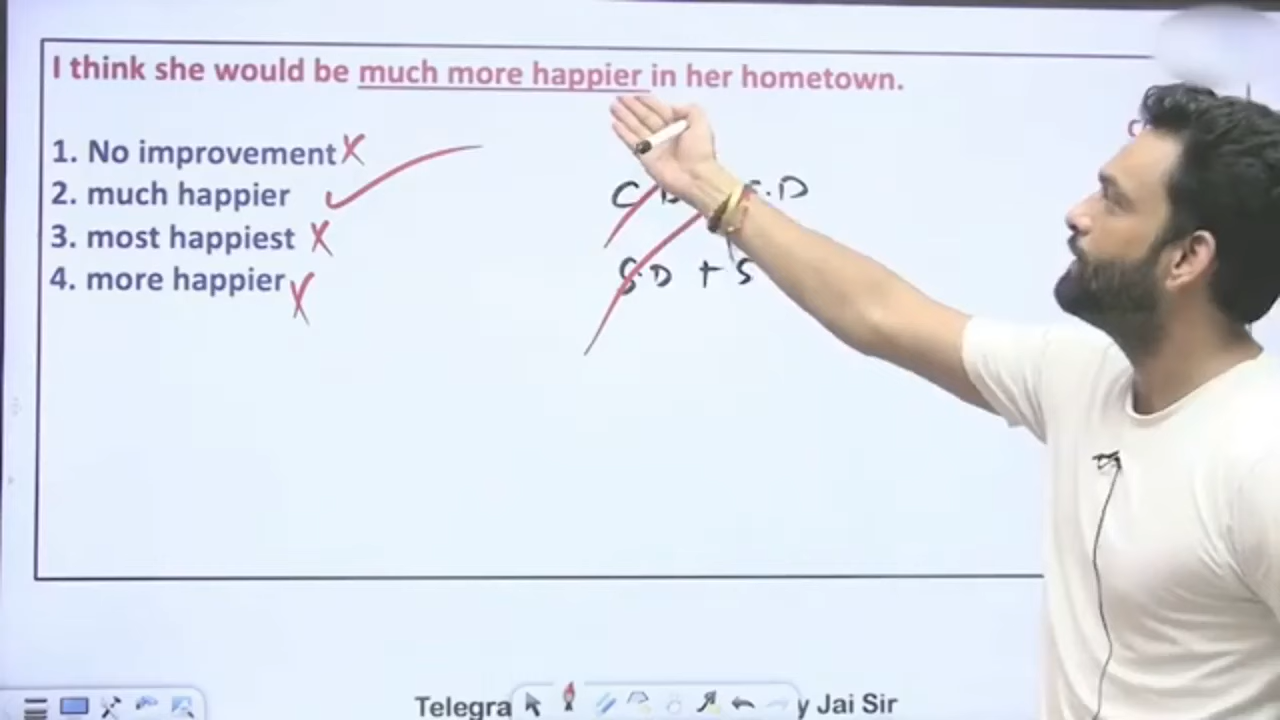 I think she would be much more happier in her hometown.
1. No improvement
2. much happier
3. most happiest
4. more happier
SD + S
Telegra y Jai Sir